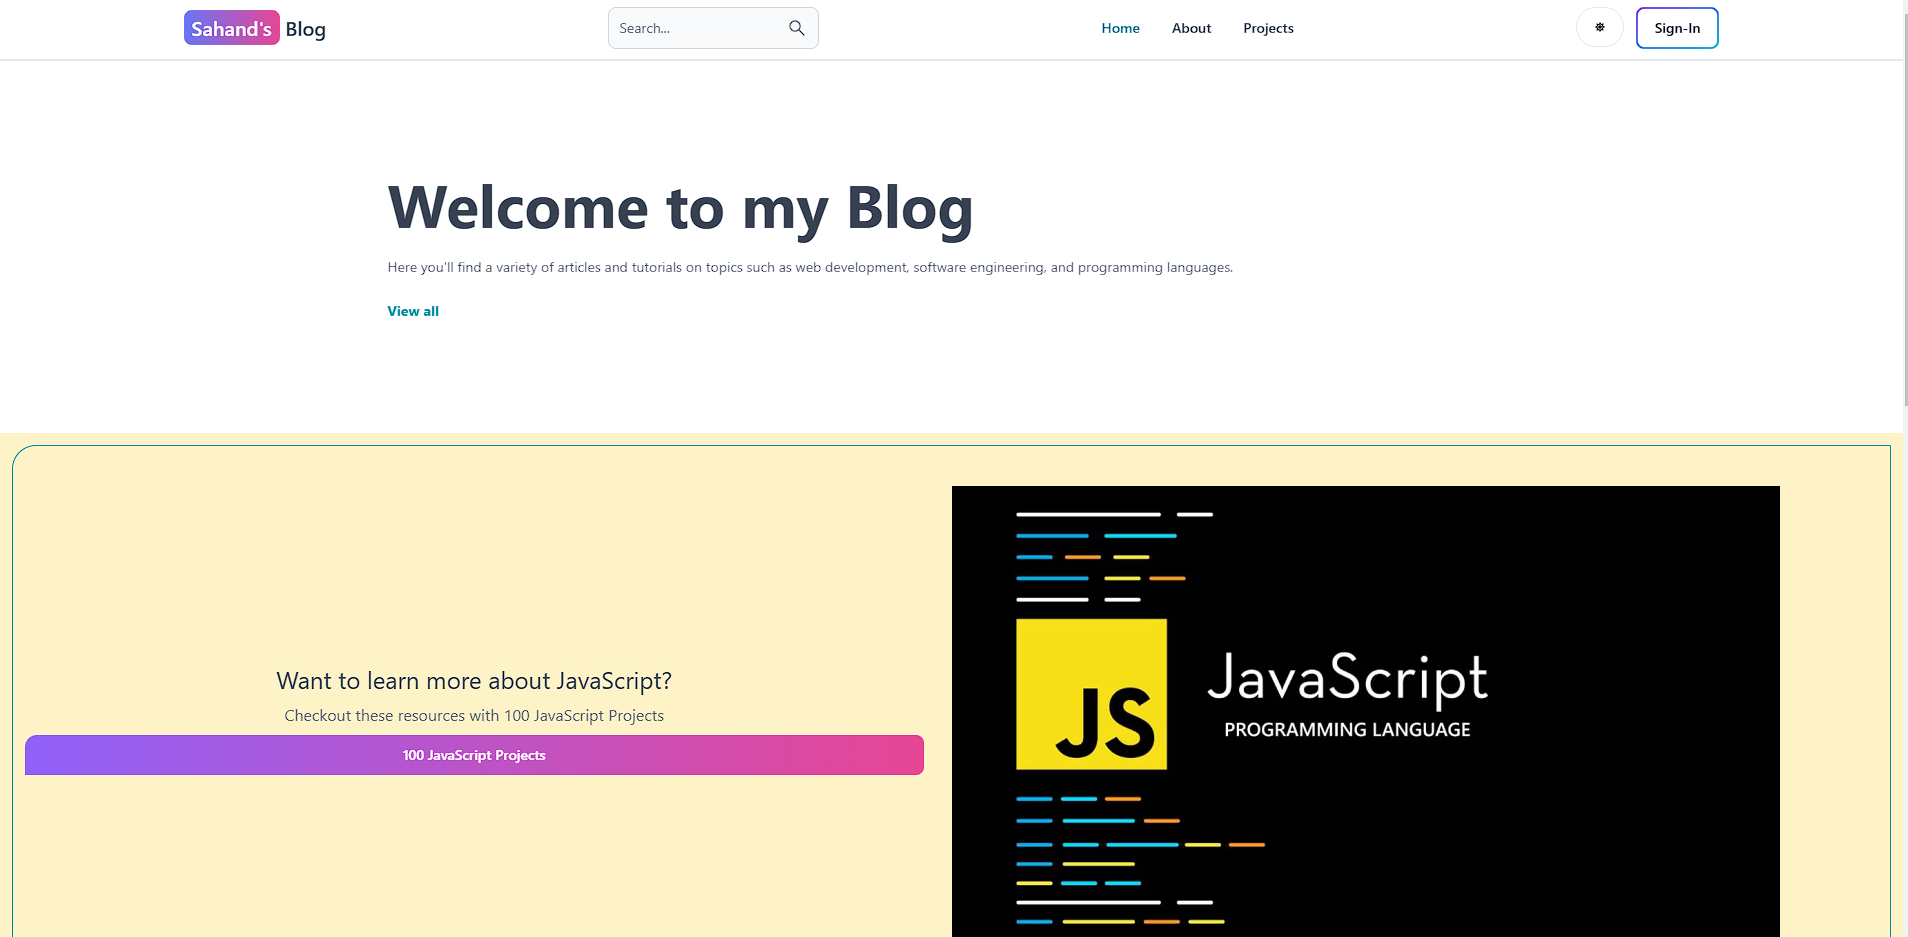 Sahand's Blog
Search...
Home
About
Projects
Sign-In
Welcome to my Blog
Here you'll find a variety of articles and tutorials on topics such as web development, software engineering, and programming languages.
View all
Want to learn more about JavaScript?
Checkout these resources with 100 JavaScript Projects
100 JavaScript Projects
JS
JavaScript
PROGRAMMING LANGUAGE